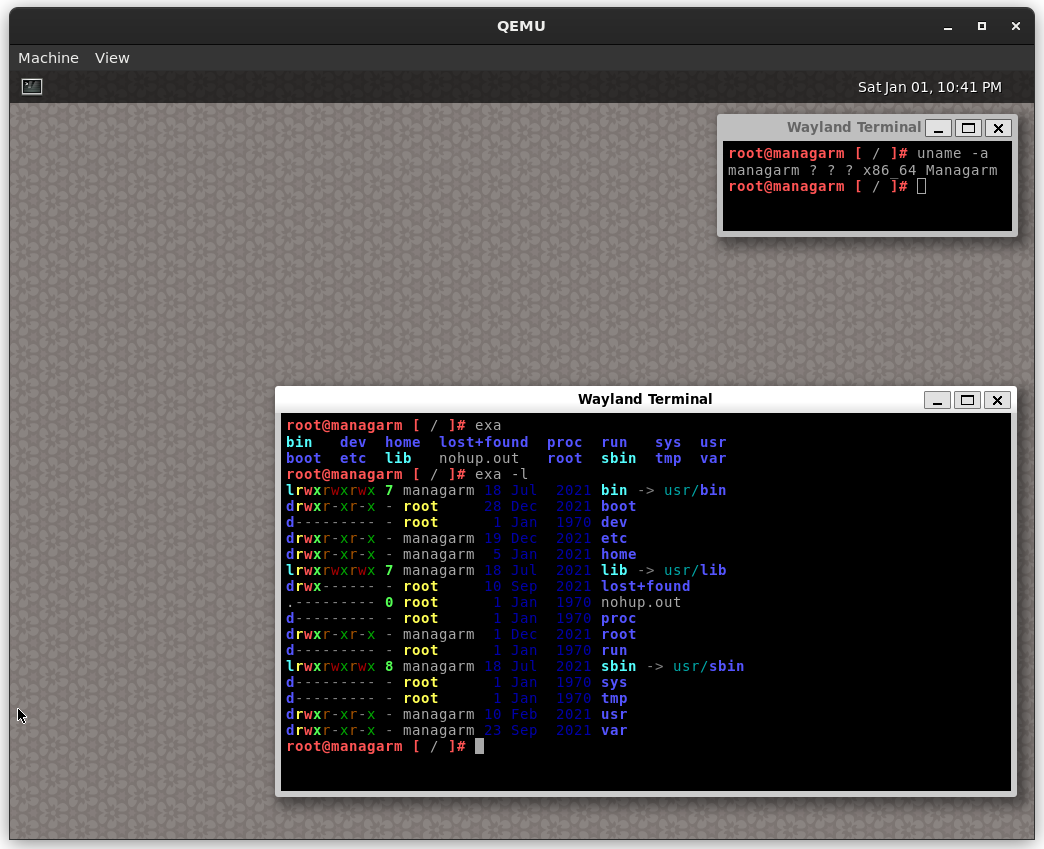 QEMU
Machine View
Sat Jan 01, 10:41 PM
Wayland Terminal
root@managarm [ / ]# uname -a
managarm ? ? ? x86_64 Managarm
root@managarm [ / ]#
Wayland Terminal
root@managarm [ / ]# exa
bin   dev  home  lost+found  proc  run   sys  usr
boot  etc  lib   nohup.out   root  sbin  tmp  var
root@managarm [ / ]# exa -l
lrwxrwxrwx 7 managarm 18 Jul  2021 bin -> usr/bin
drwxr-xr-x - root     28 Dec  2021 boot
d--------- - root      1 Jan  1970 dev
drwxr-xr-x - managarm 19 Dec  2021 etc
drwxr-xr-x - managarm  5 Jan  2021 home
lrwxrwxrwx 7 managarm 18 Jul  2021 lib -> usr/lib
drwx------ - root     10 Sep  2021 lost+found
.--------- 0 root      1 Jan  1970 nohup.out
d--------- - root      1 Jan  1970 proc
drwxr-xr-x - managarm  1 Dec  2021 root
d--------- - root      1 Jan  1970 run
lrwxrwxrwx 8 managarm 18 Jul  2021 sbin -> usr/sbin
d--------- - root      1 Jan  1970 sys
d--------- - root      1 Jan  1970 tmp
drwxr-xr-x - managarm 10 Feb  2021 usr
drwxr-xr-x - managarm 23 Sep  2021 var
root@managarm [ / ]#